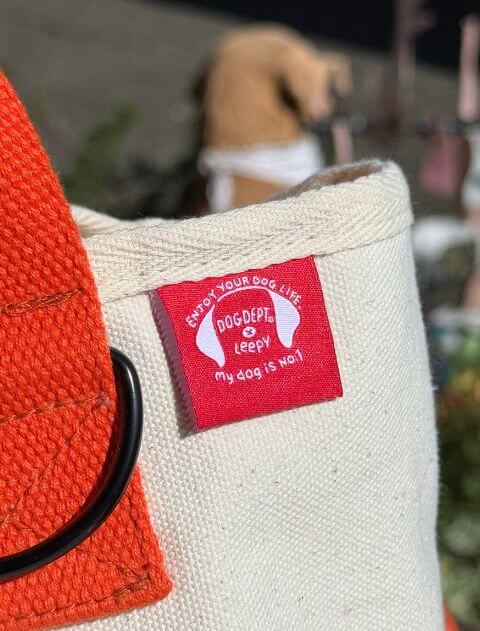 ENJOY YOUR DOG LIFE
DOGDEPT®
×
LeePY
My dog is No.1